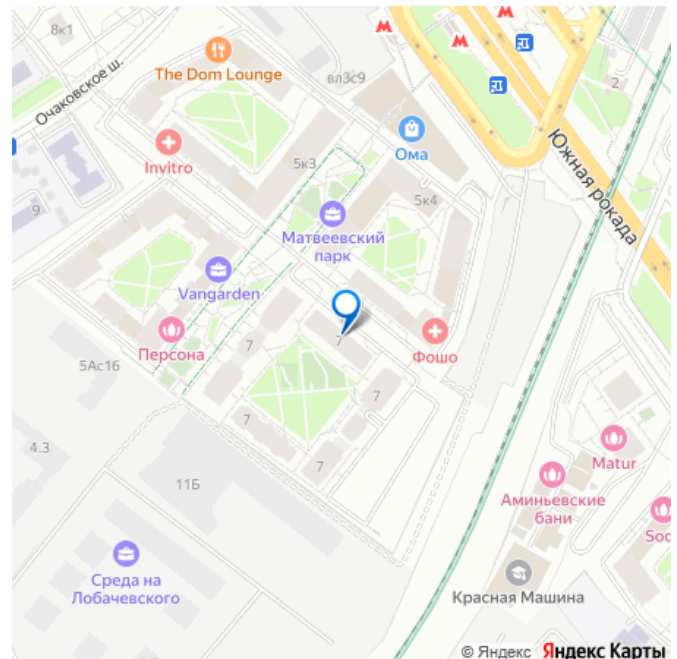 8к1
The Dom Lounge
вл3с9
2
Очаковское ш.
Ома
Южная рокада
Invitro
5к3
5к4
9
Матвеевский
парк
Vangarden
Персона
7
Фошо
5Ас16
7
7
7
7
4.3
11Б
Matur
Аминьевские
бани
Soc
Среда на
Лобачевского
Красная Машина
© Яндекс Яндекс Карты